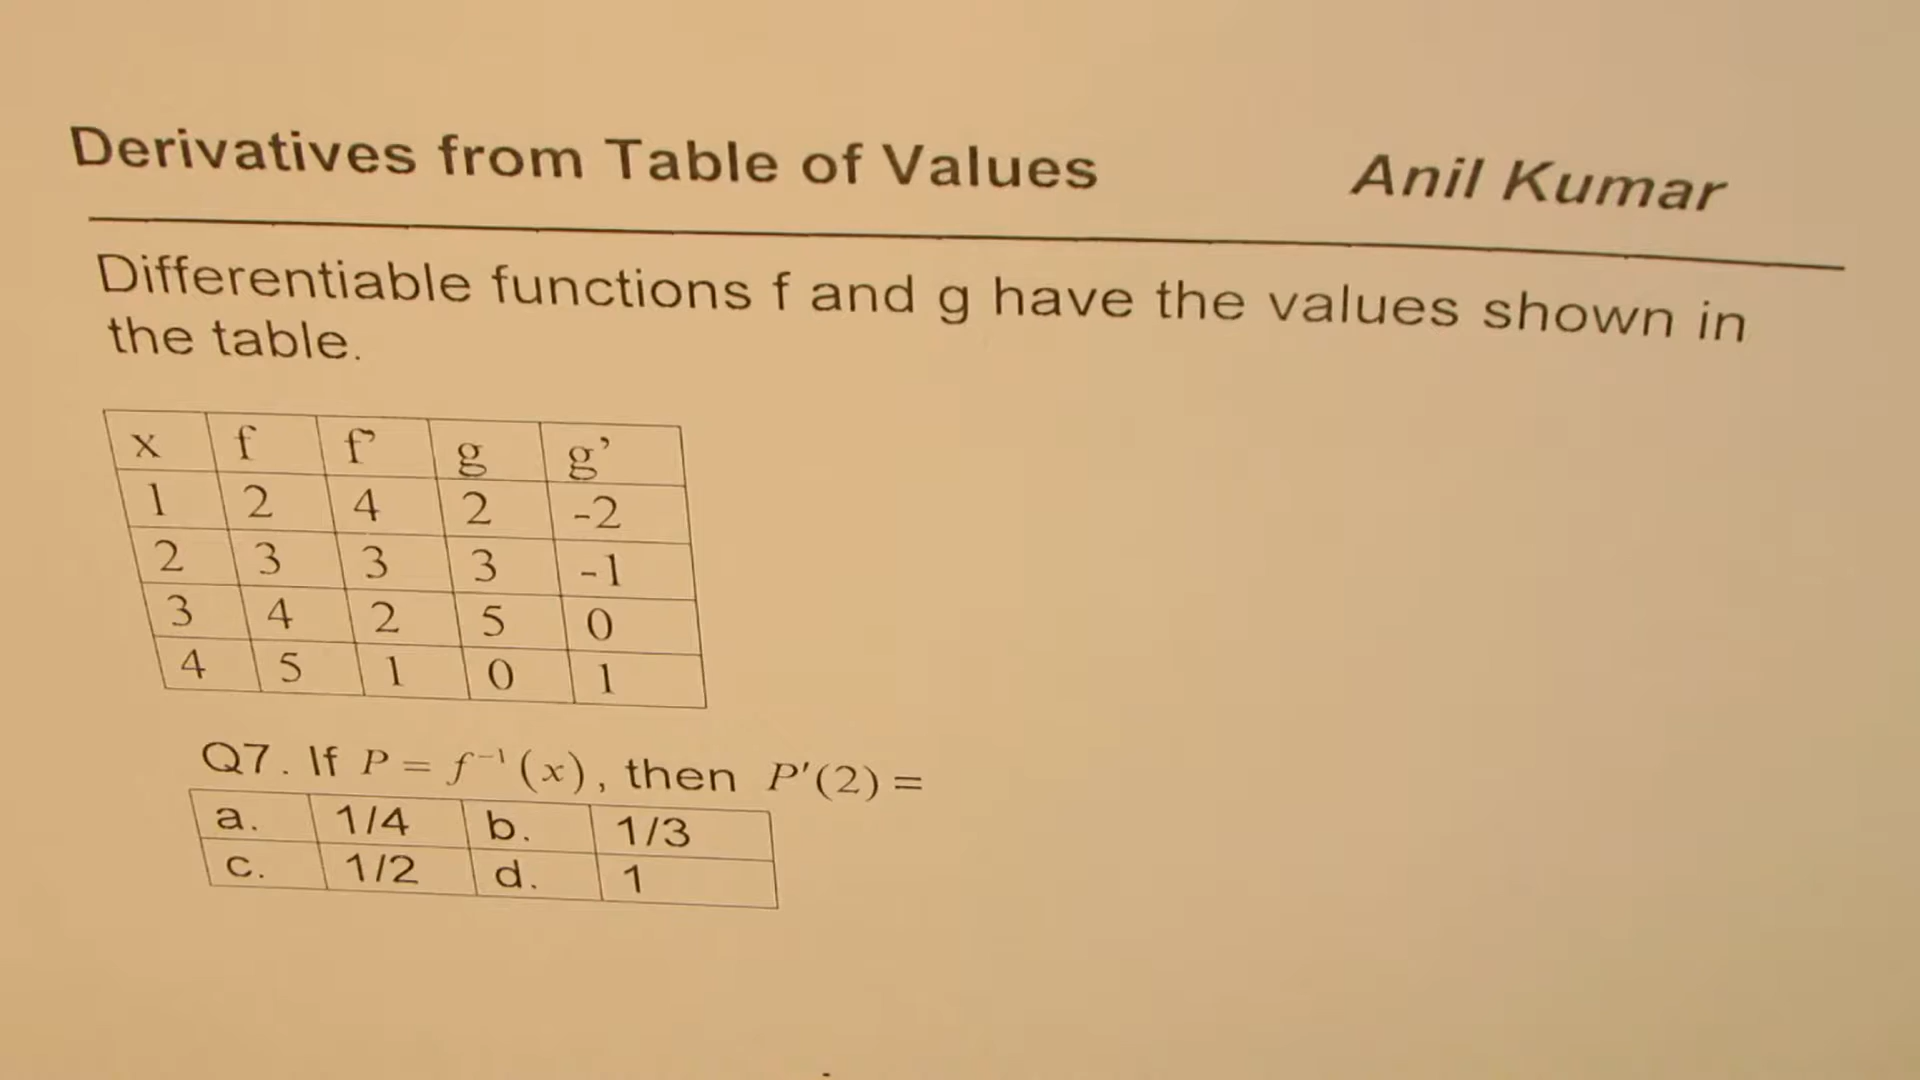 Derivatives from Table of Values Anil Kumar
Differentiable functions f and g have the values shown in
the table.
x f f' g g'
1 2 4 2 -2
2 3 3 3 -1
3 4 2 5 0
4 5 1 0 1
Q7. If P = f⁻¹(x), then P′(2) =
a. 1/4 b. 1/3
c. 1/2 d. 1